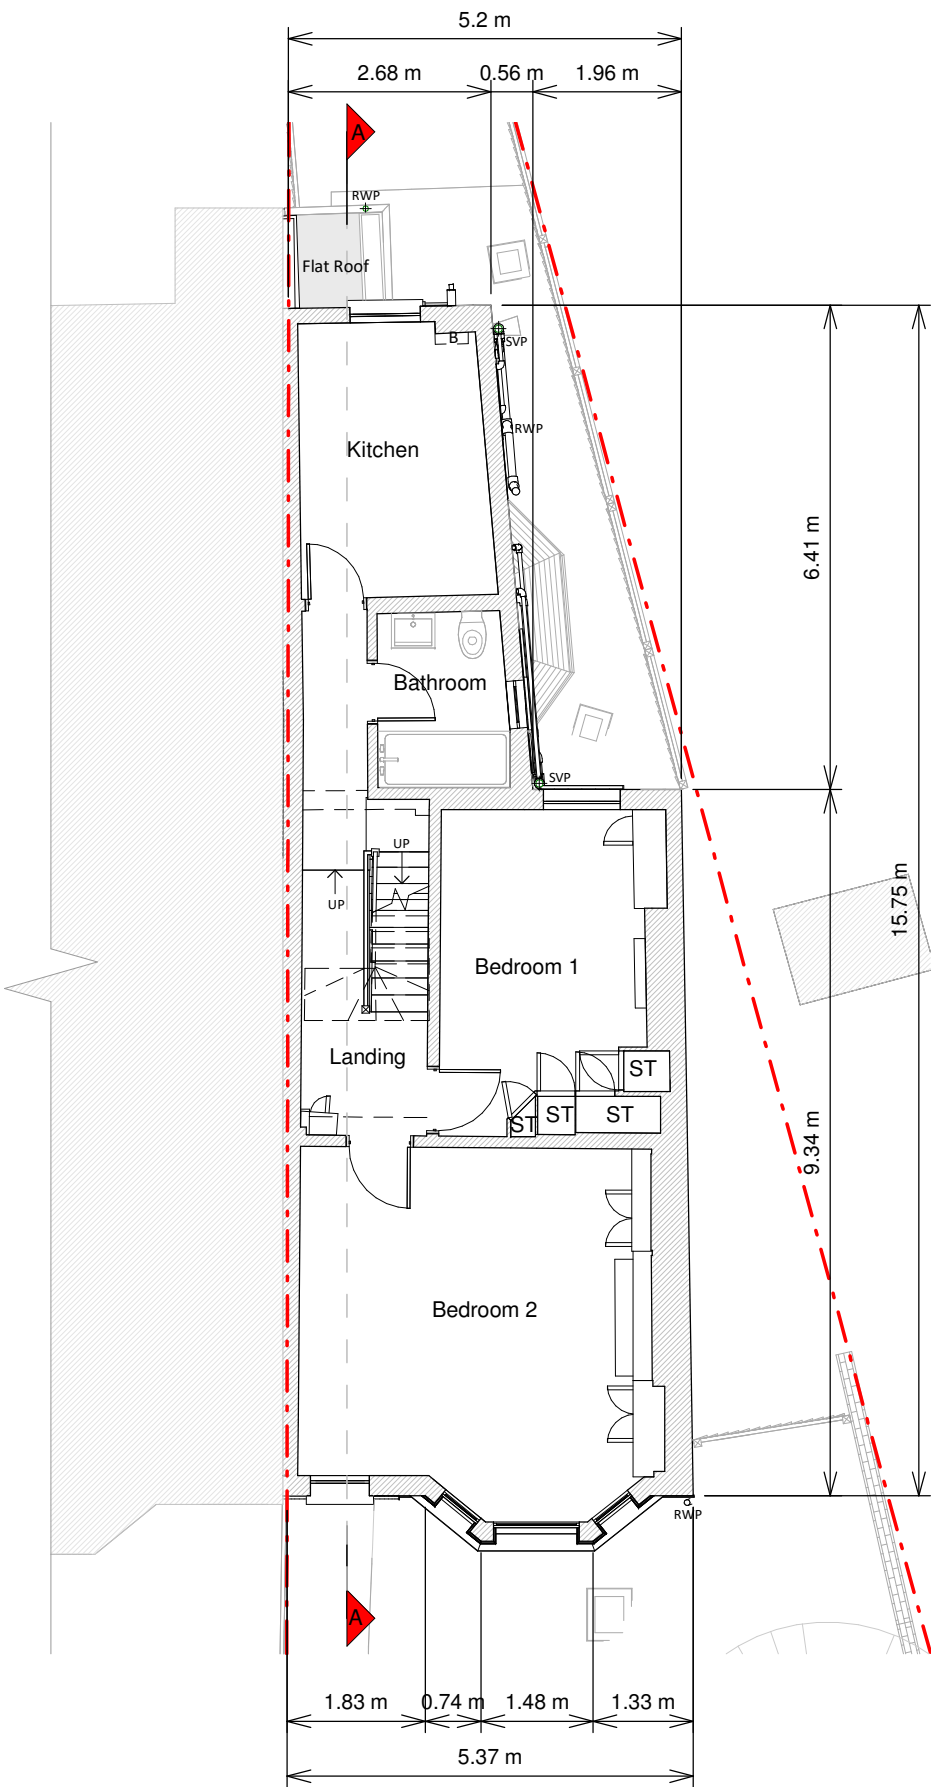 5.2 m
2.68 m
0.56 m
1.96 m
A
RWP
Flat Roof
B
SVP
RWP
Kitchen
6.41 m
Bathroom
SVP
UP
UP
15.75 m
Bedroom 1
Landing
ST
ST
ST
ST
9.34 m
Bedroom 2
RWP
A
1.83 m
0.74 m
1.48 m
1.33 m
5.37 m